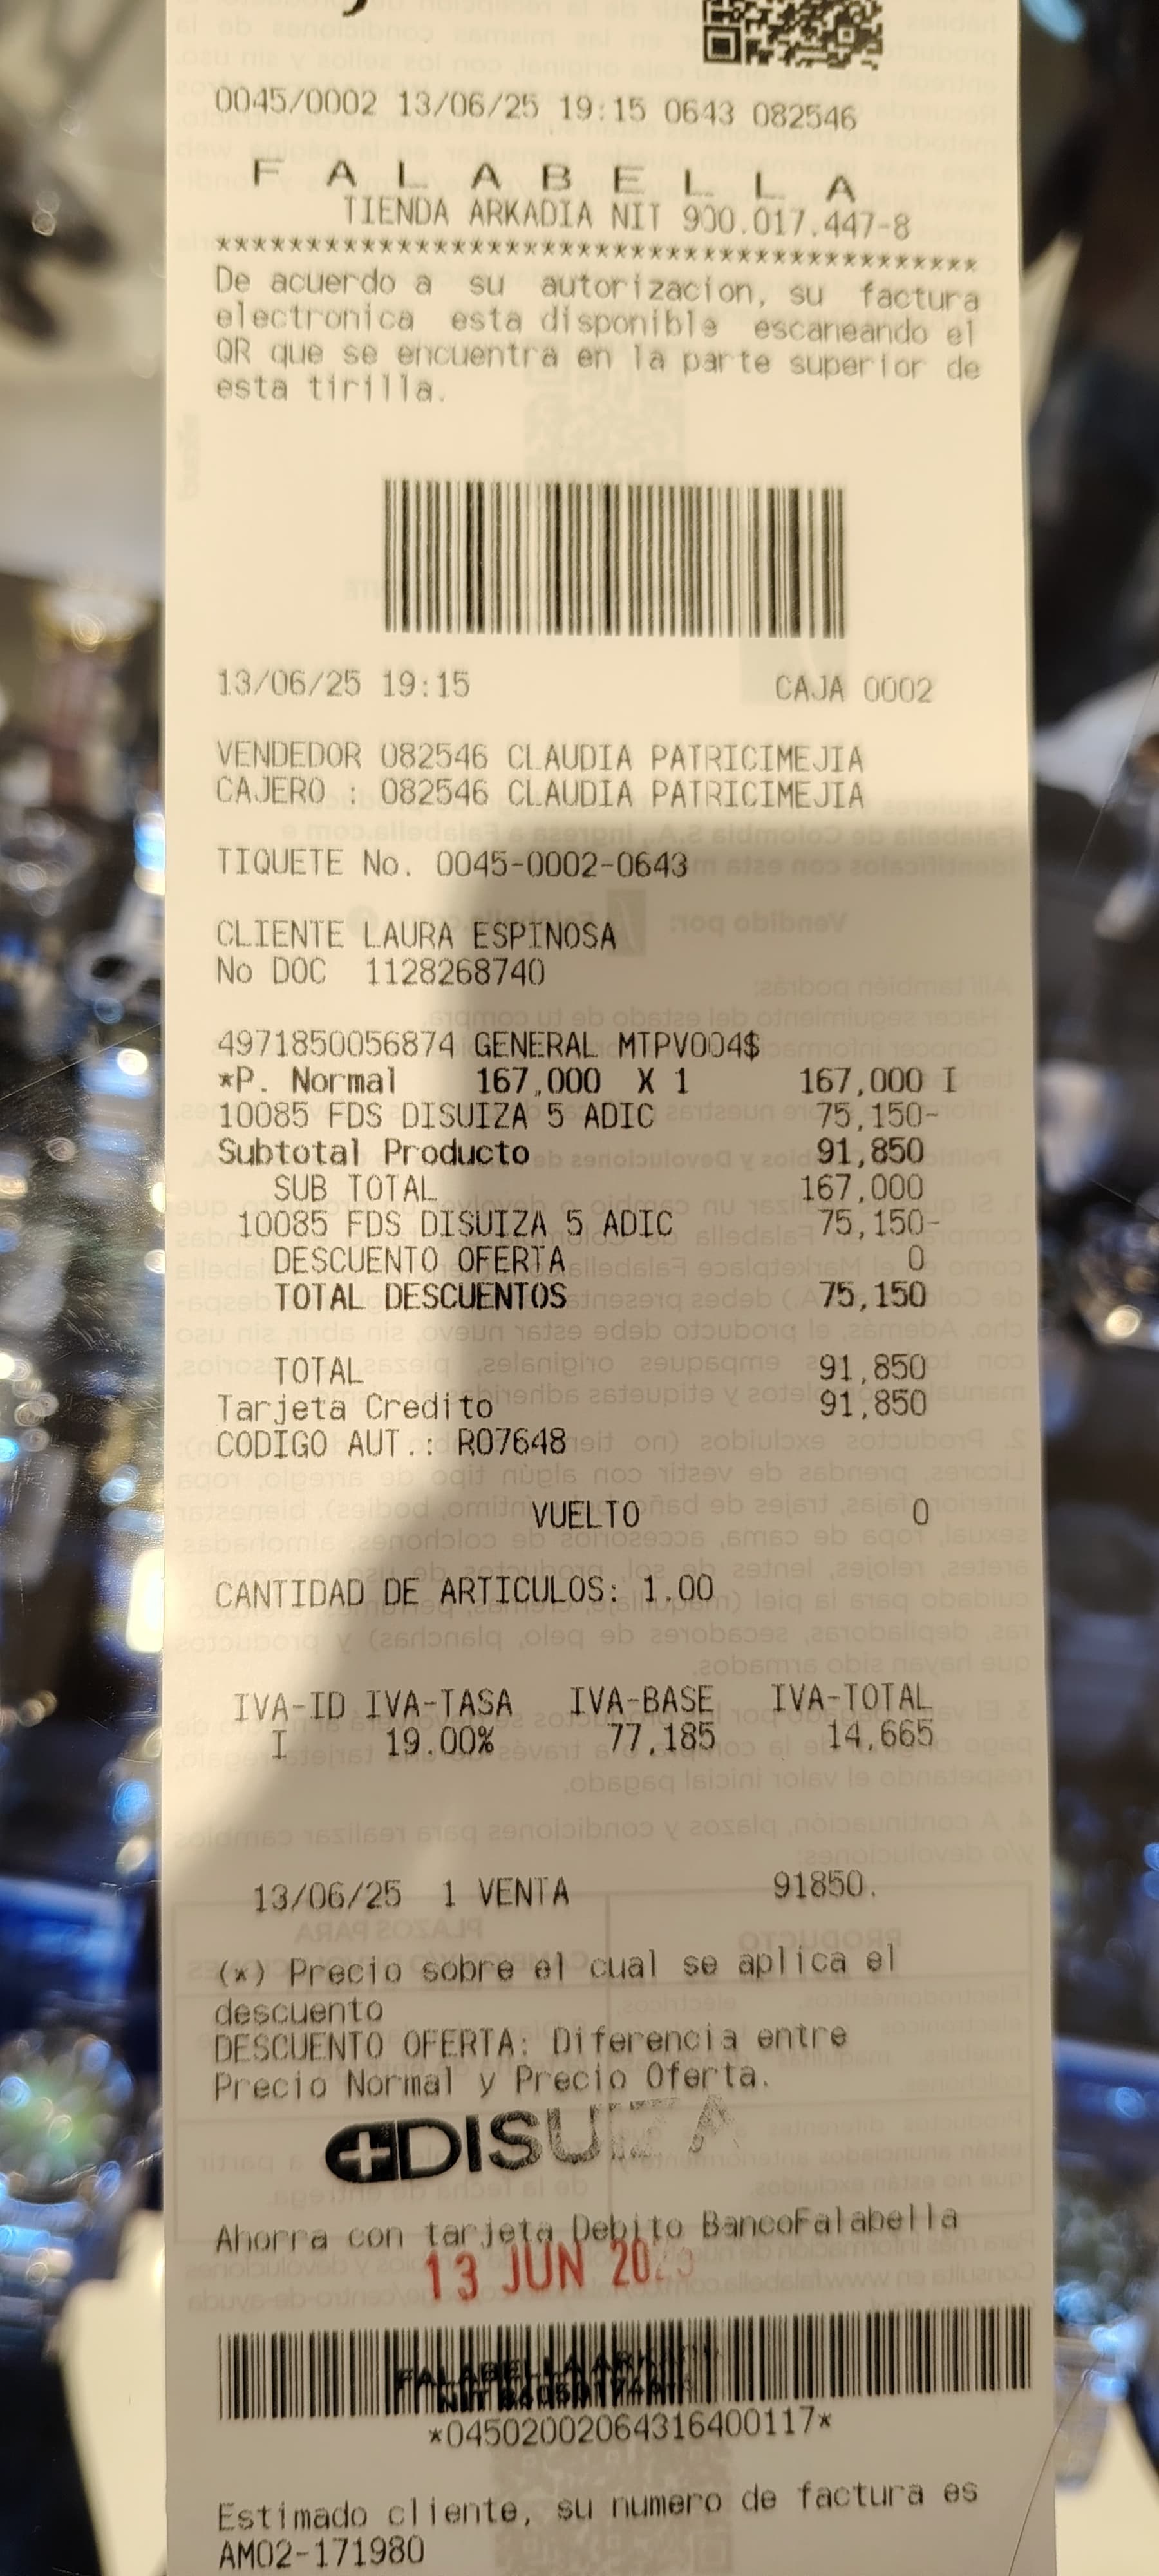 0045/0002 13/06/25 19:15 0643 082546
F A L A B E L L A
TIENDA ARKADIA NIT 900.017.447-8
******************************************
De acuerdo a su autorizacion, su factura
electronica esta disponible escaneando el
QR que se encuentra en la parte superior de
esta tirilla.
13/06/25 19:15 CAJA 0002
VENDEDOR 082546 CLAUDIA PATRICIMEJIA
CAJERO : 082546 CLAUDIA PATRICIMEJIA
TIQUETE No. 0045-0002-0643
CLIENTE LAURA ESPINOSA
No DOC 1128268740
4971850056874 GENERAL MTPV004$
*P. Normal 167,000 X 1 167,000 I
10085 FDS DISUIZA 5 ADIC 75,150-
Subtotal Producto 91,850
SUB TOTAL 167,000
10085 FDS DISUIZA 5 ADIC 75,150-
DESCUENTO OFERTA 0
TOTAL DESCUENTOS 75,150
TOTAL 91,850
Tarjeta Credito 91,850
CODIGO AUT.: R07648
VUELTO 0
CANTIDAD DE ARTICULOS: 1.00
IVA-ID IVA-TASA IVA-BASE IVA-TOTAL
I 19.00% 77,185 14,665
13/06/25 1 VENTA 91850.
(*) Precio sobre el cual se aplica el
descuento
DESCUENTO OFERTA: Diferencia entre
Precio Normal y Precio Oferta.
DISUIZA
Ahorra con tarjeta Debito BancoFalabella
13 JUN 2025
*04502002064316400117*
Estimado cliente, su numero de factura es
AM02-171980